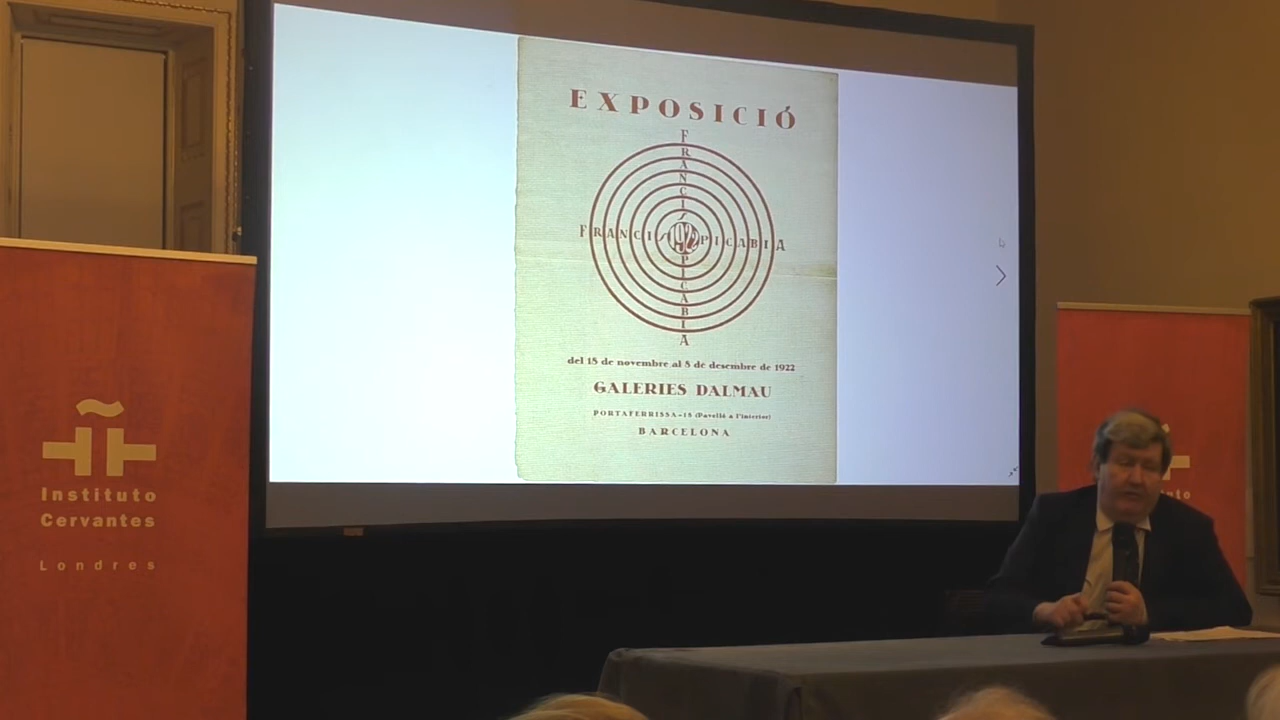 EXPOSICIÓ
FRANCIS PICABIA
FRANCIS PICABIA
1922
del 18 de novembre al 8 de desembre de 1922
GALERIES DALMAU
PORTAFERRISSA-18 (Pavelló a l'interior)
BARCELONA
Instituto
Cervantes
Londres